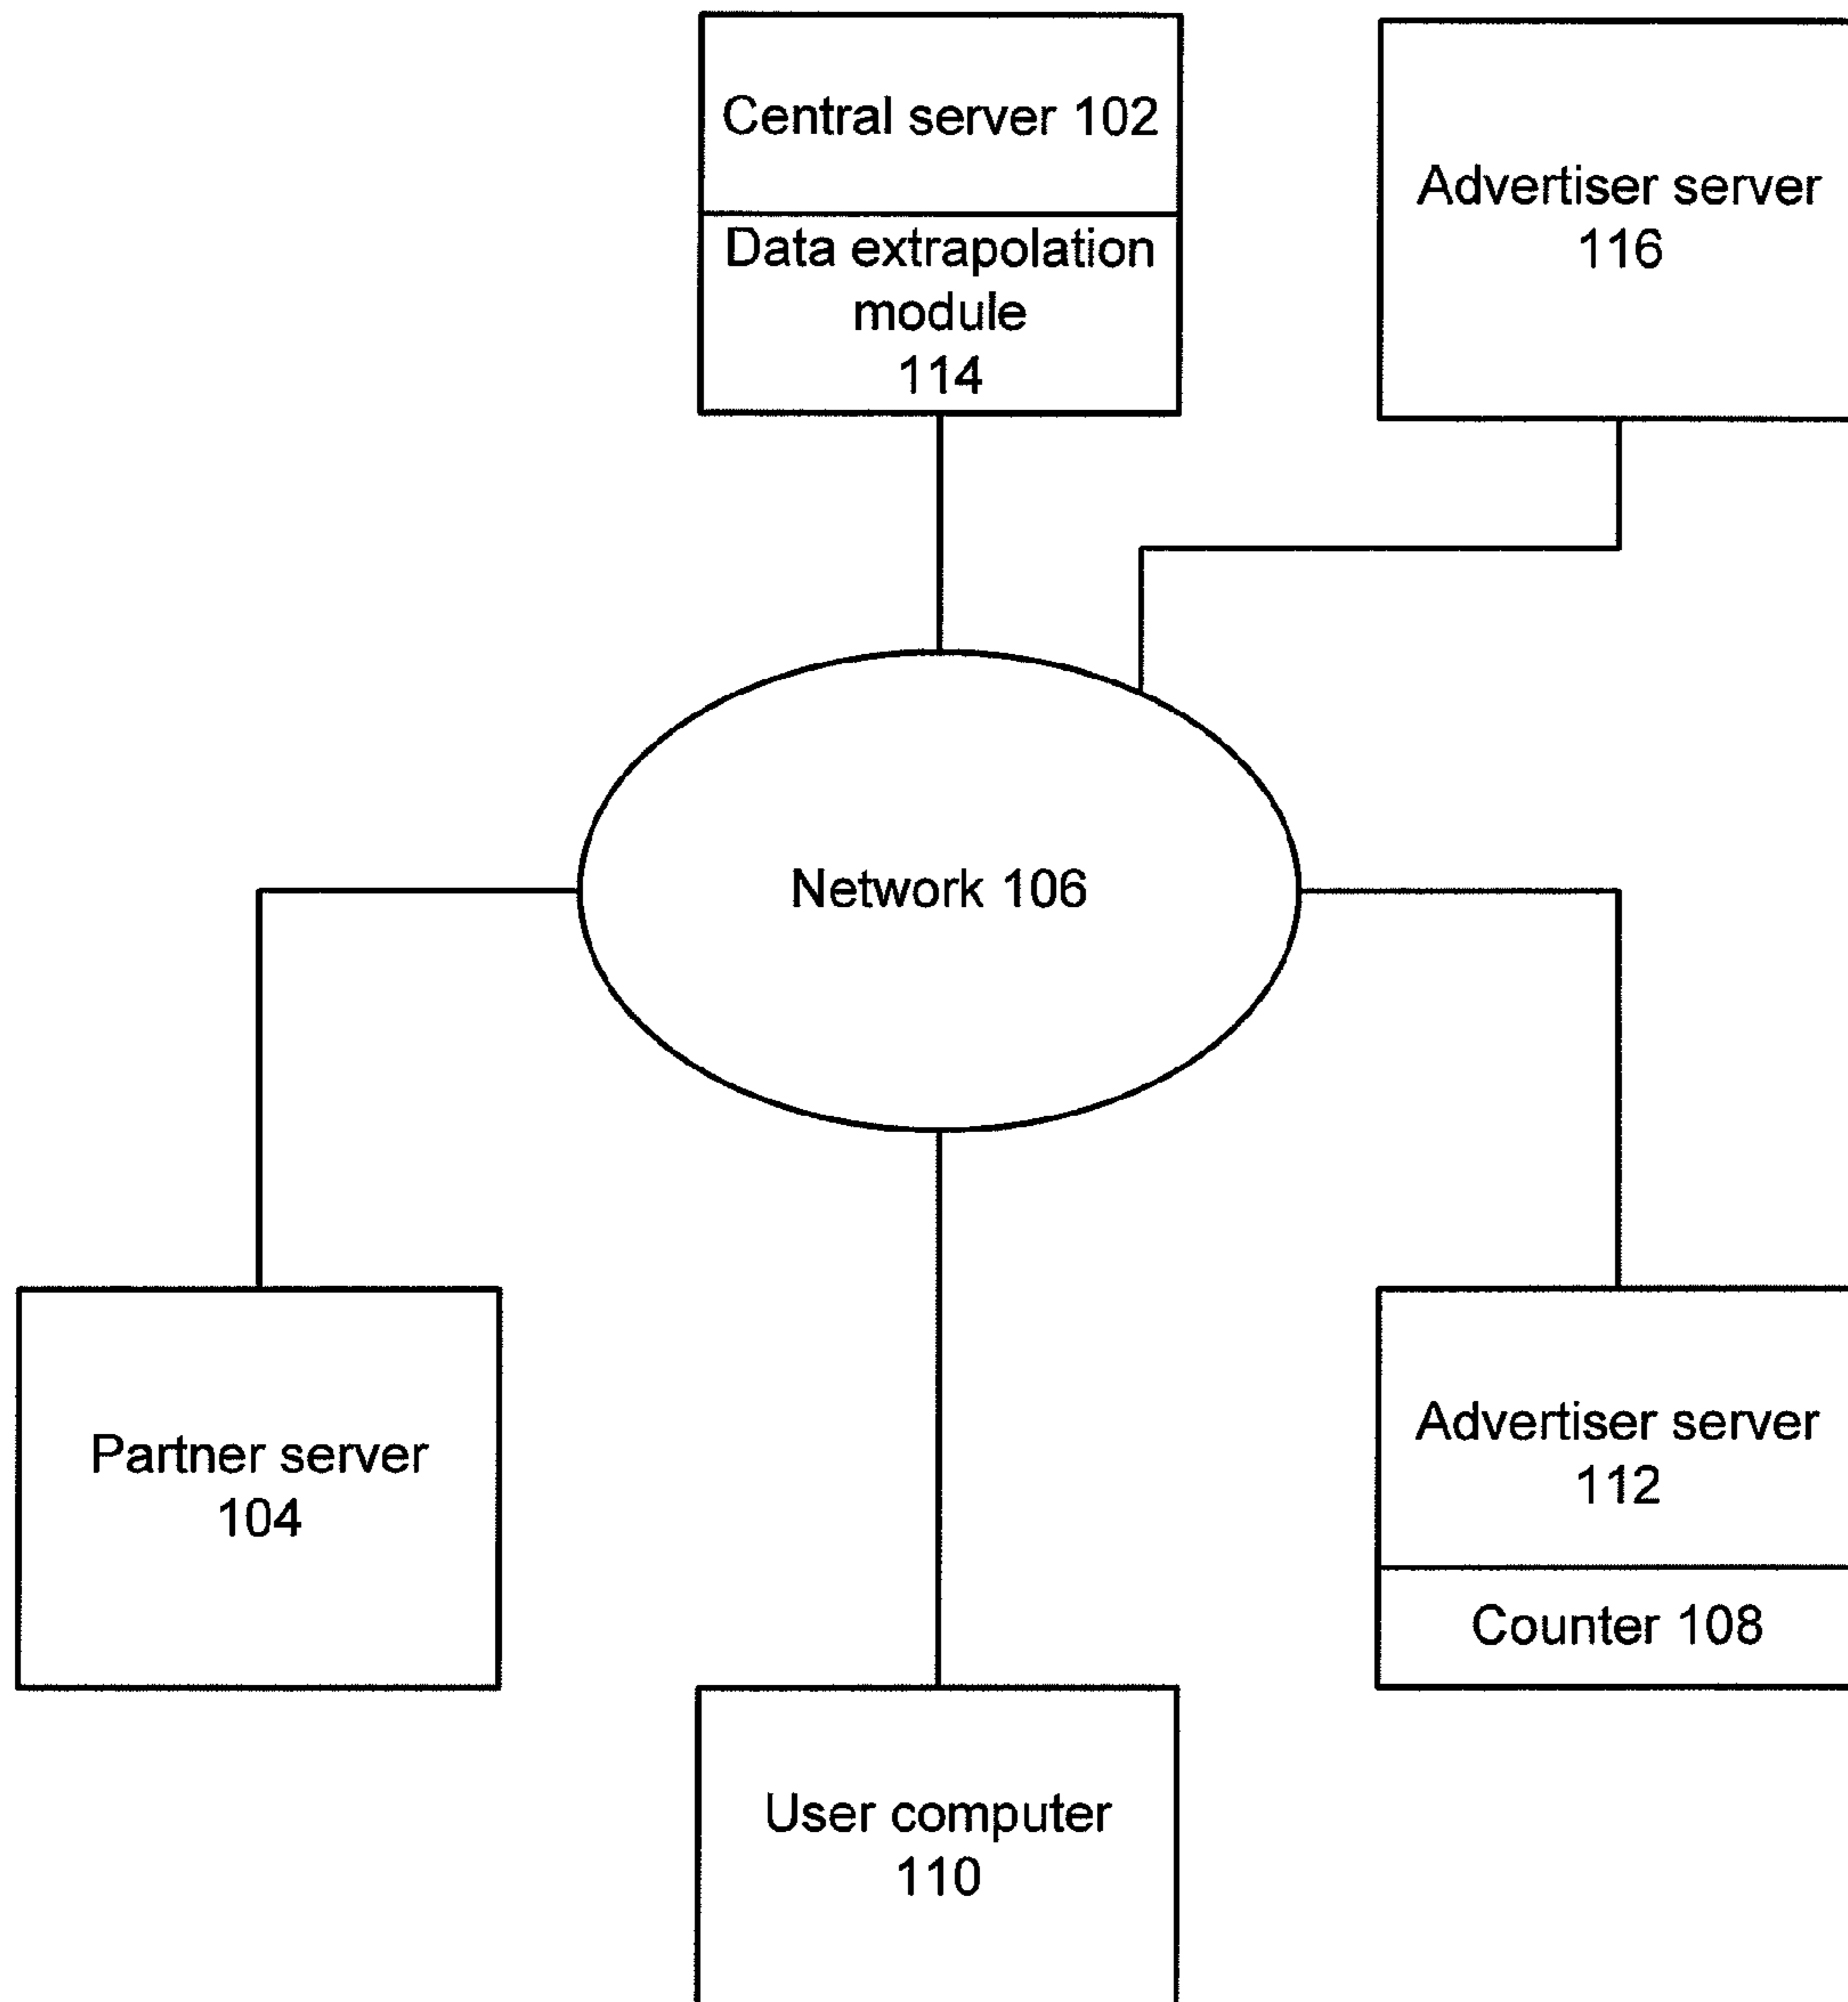 Central server 102
Data extrapolation
module
114
Advertiser server
116
Network 106
Partner server
104
Advertiser server
112
Counter 108
User computer
110